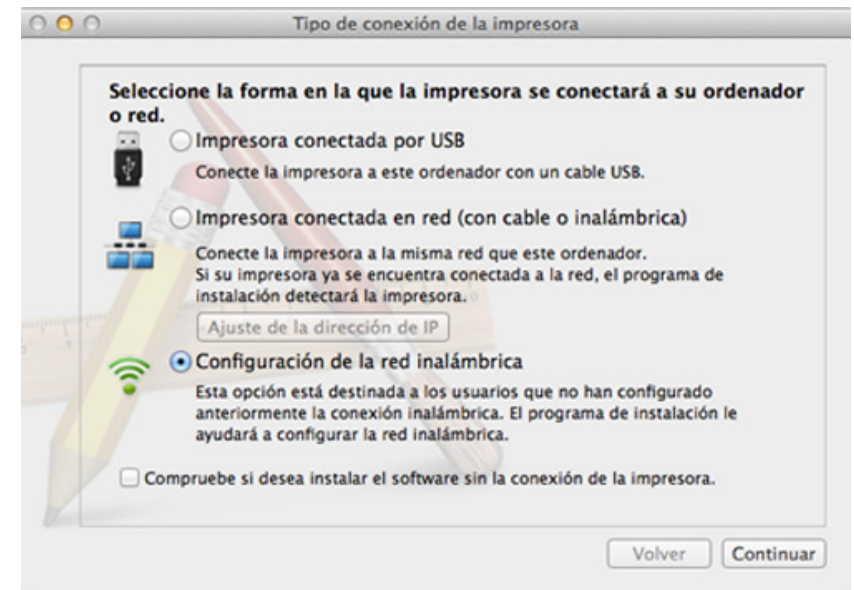 Tipo de conexión de la impresora
Seleccione la forma en la que la impresora se conectará a su ordenador
o red.
Impresora conectada por USB
Conecte la impresora a este ordenador con un cable USB.
Impresora conectada en red (con cable o inalámbrica)
Conecte la impresora a la misma red que este ordenador.
Si su impresora ya se encuentra conectada a la red, el programa de
instalación detectará la impresora.
Ajuste de la dirección de IP
Configuración de la red inalámbrica
Esta opción está destinada a los usuarios que no han configurado
anteriormente la conexión inalámbrica. El programa de instalación le
ayudará a configurar la red inalámbrica.
Compruebe si desea instalar el software sin la conexión de la impresora.
Volver
Continuar